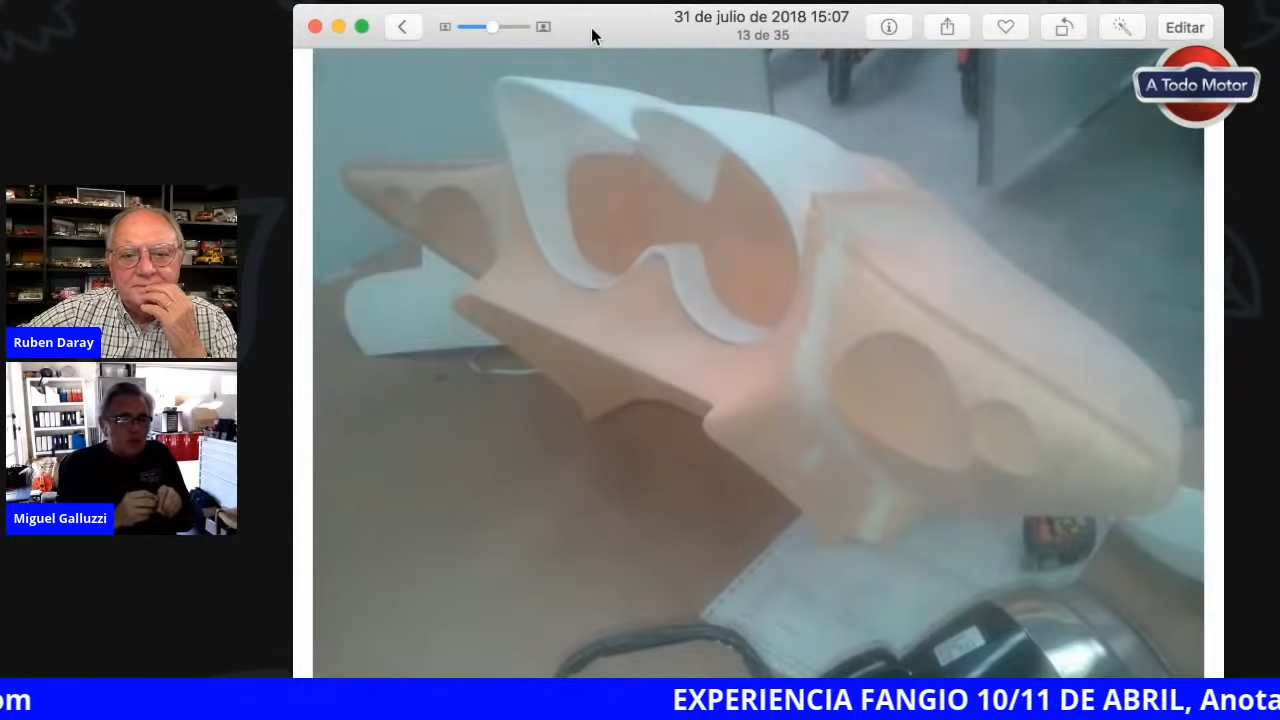 31 de julio de 2018 15:07
13 de 35
Editar
A Todo Motor
Ruben Daray
Miguel Galluzzi
om
EXPERIENCIA FANGIO 10/11 DE ABRIL, Anota